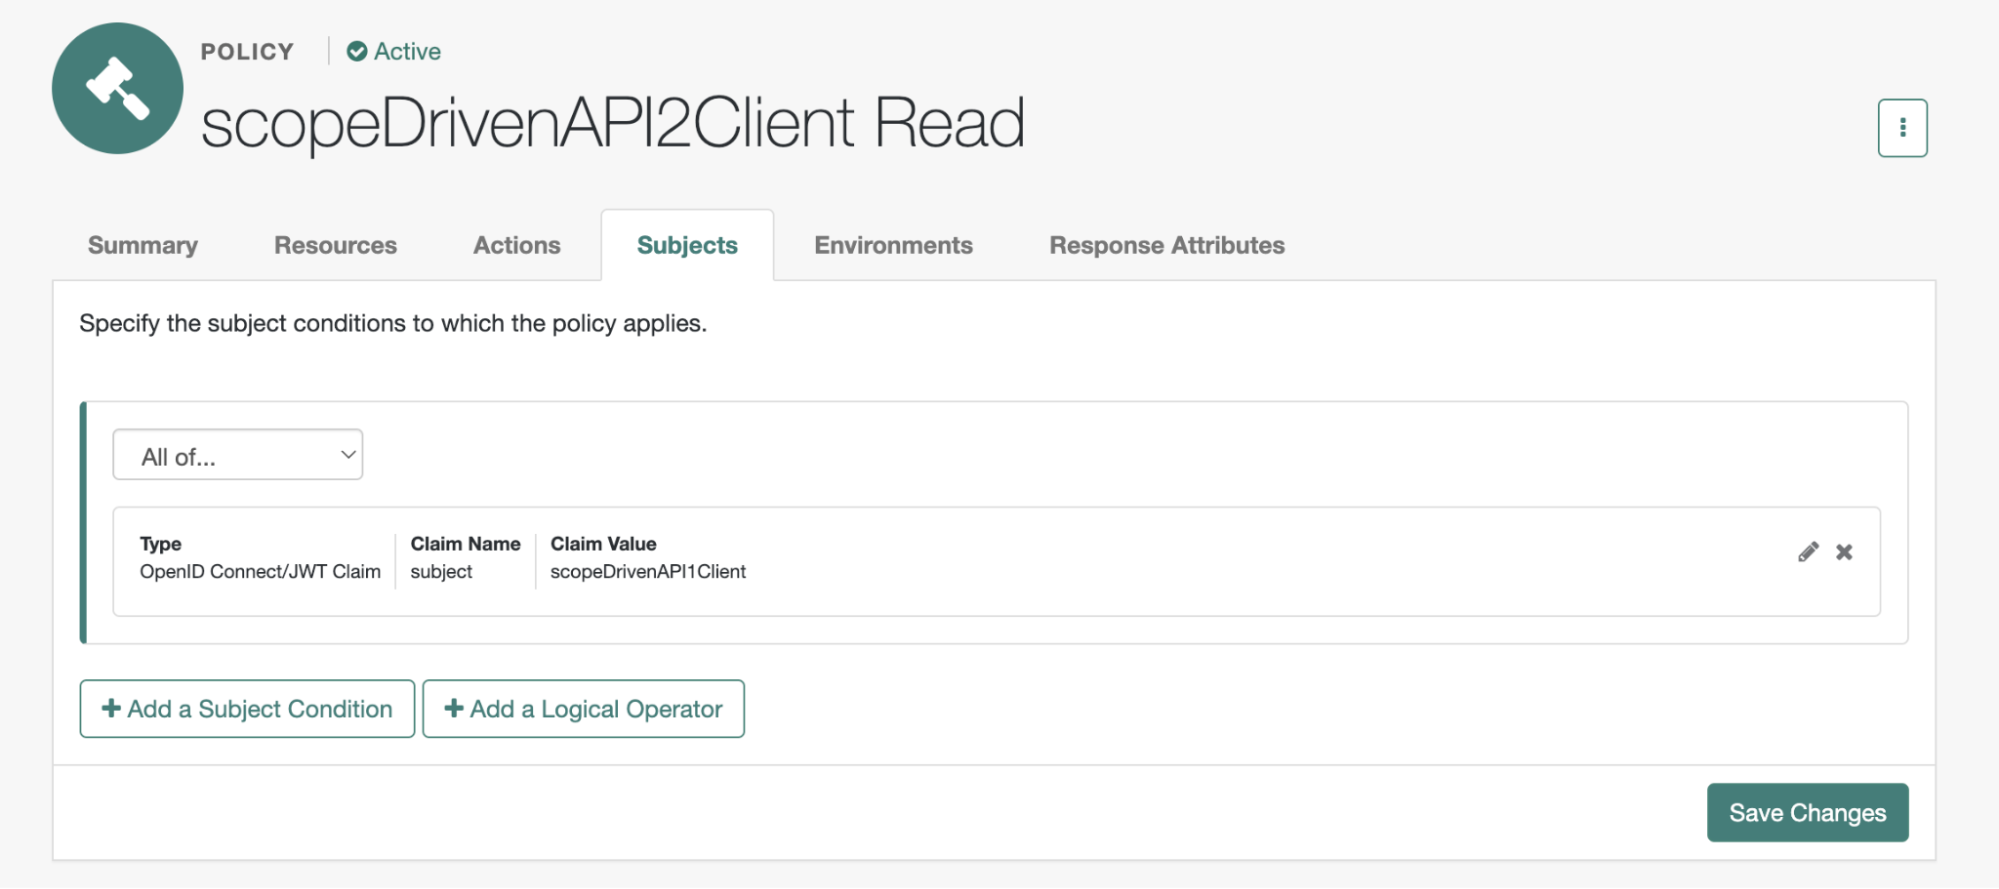 POLICY Active
scopeDrivenAPI2Client Read
Summary Resources Actions Subjects Environments Response Attributes
Specify the subject conditions to which the policy applies.
All of...
Type Claim Name Claim Value
OpenID Connect/JWT Claim subject scopeDrivenAPI1Client
+ Add a Subject Condition + Add a Logical Operator
Save Changes